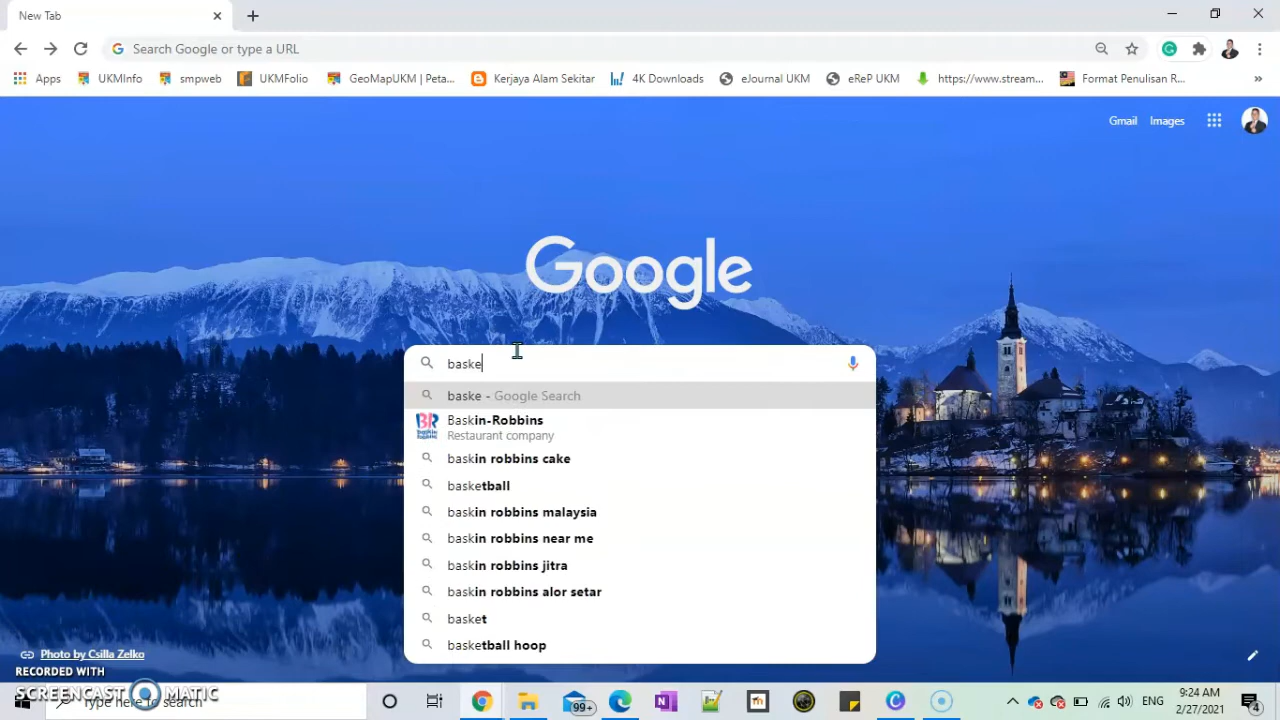 New Tab
Search Google or type a URL
Apps
UKMInfo
smpweb
UKMFolio
GeoMapUKM | Peta...
Kerjaya Alam Sekitar
4K Downloads
eJournal UKM
eReP UKM
https://www.stream...
Format Penulisan R...
Gmail
Images
Google
baske
baske - Google Search
BR
Baskin-Robbins
Restaurant company
baskin robbins cake
basketball
baskin robbins malaysia
baskin robbins near me
baskin robbins jitra
baskin robbins alor setar
basket
basketball hoop
Photo by Csilla Zelko
RECORDED WITH
SCREENCAST MATIC
Type here to search
99+
ENG
9:24 AM
2/27/2021
4